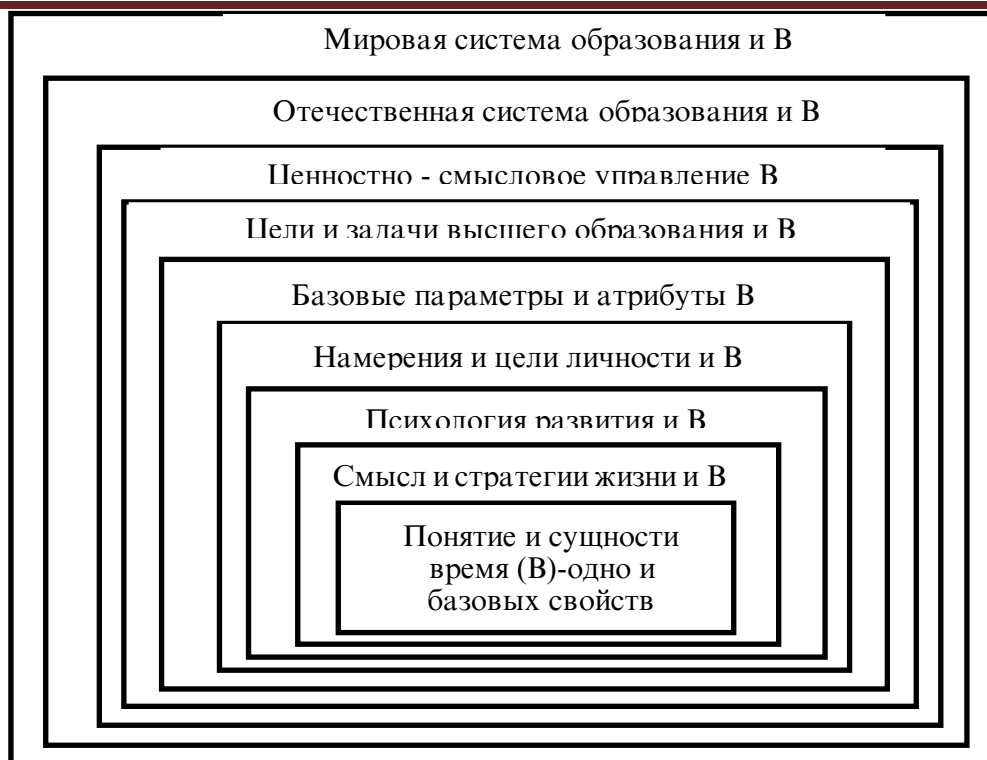 Мировая система образования и В
Отечественная система образования и В
Ценностно - смысловое управление В
Цели и задачи высшего образования и В
Базовые параметры и атрибуты В
Намерения и цели личности и В
Психология развития и В
Смысл и стратегии жизни и В
Понятие и сущности
время (В)-одно и
базовых свойств